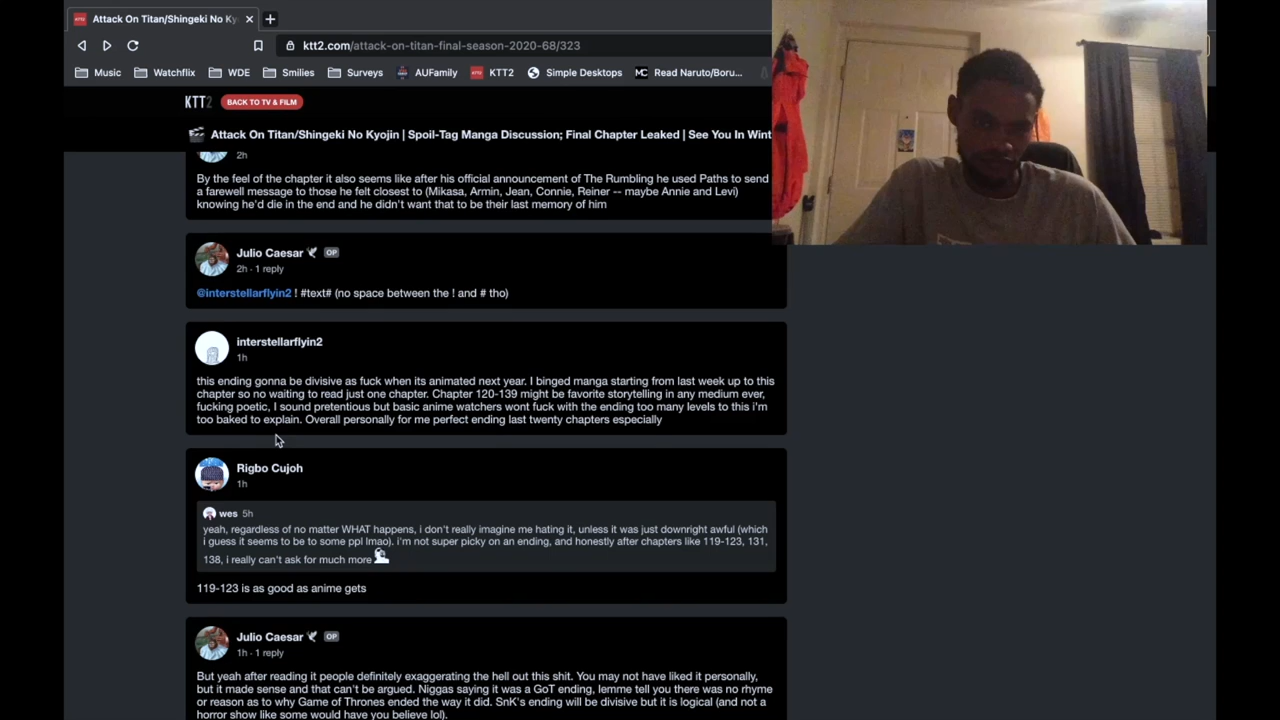 Attack On Titan/Shingeki No Ky
ktt2.com/attack-on-titan-final-season-2020-68/323
Music Watchflix WDE Smilies Surveys AUFamily KTT2 Simple Desktops Read Naruto/Boru...
KTT2 BACK TO TV & FILM
Attack On Titan/Shingeki No Kyojin | Spoil-Tag Manga Discussion; Final Chapter Leaked | See You In Wint
2h
By the feel of the chapter it also seems like after his official announcement of The Rumbling he used Paths to send
a farewell message to those he felt closest to (Mikasa, Armin, Jean, Connie, Reiner -- maybe Annie and Levi)
knowing he'd die in the end and he didn't want that to be their last memory of him
Julio Caesar OP
2h · 1 reply
@interstellarflyin2 ! #text# (no space between the ! and # tho)
interstellarflyin2
1h
this ending gonna be divisive as fuck when its animated next year. I binged manga starting from last week up to this
chapter so no waiting to read just one chapter. Chapter 120-139 might be favorite storytelling in any medium ever,
fucking poetic, I sound pretentious but basic anime watchers wont fuck with the ending too many levels to this i'm
too baked to explain. Overall personally for me perfect ending last twenty chapters especially
Rigbo Cujoh
1h
wes 5h
yeah, regardless of no matter WHAT happens, i don't really imagine me hating it, unless it was just downright awful (which
i guess it seems to be to some ppl lmao). i'm not super picky on an ending, and honestly after chapters like 119-123, 131,
138, i really can't ask for much more
119-123 is as good as anime gets
Julio Caesar OP
1h · 1 reply
But yeah after reading it people definitely exaggerating the hell out this shit. You may not have liked it personally,
but it made sense and that can't be argued. Niggas saying it was a GoT ending, lemme tell you there was no rhyme
or reason as to why Game of Thrones ended the way it did. SnK's ending will be divisive but it is logical (and not a
horror show like some would have you believe lol).